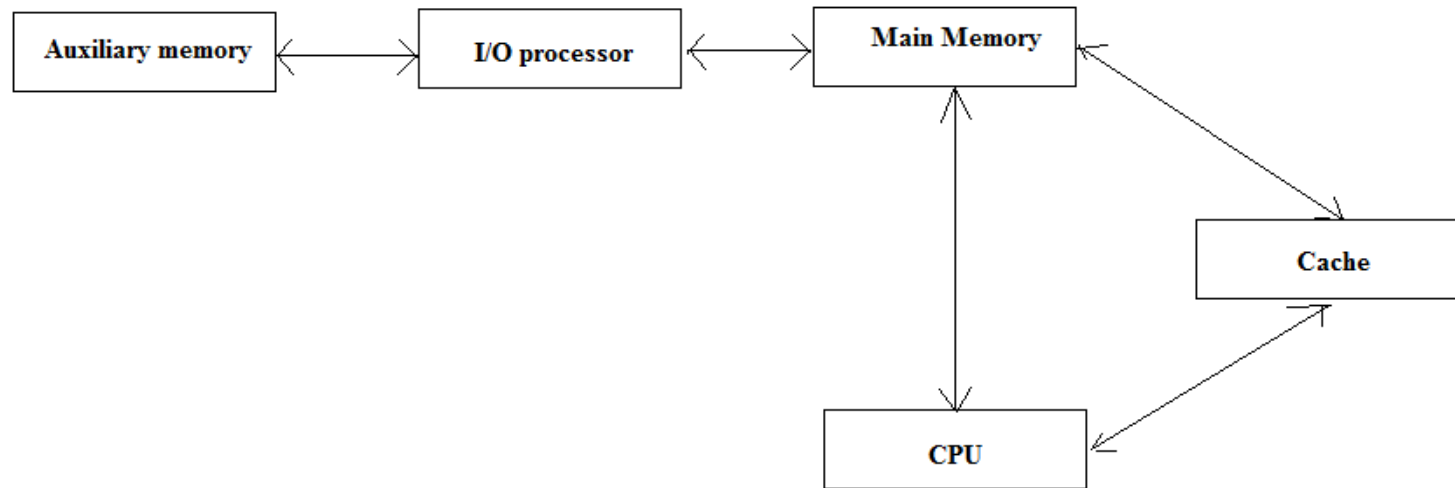 Auxiliary memory
I/O processor
Main Memory
Cache
CPU